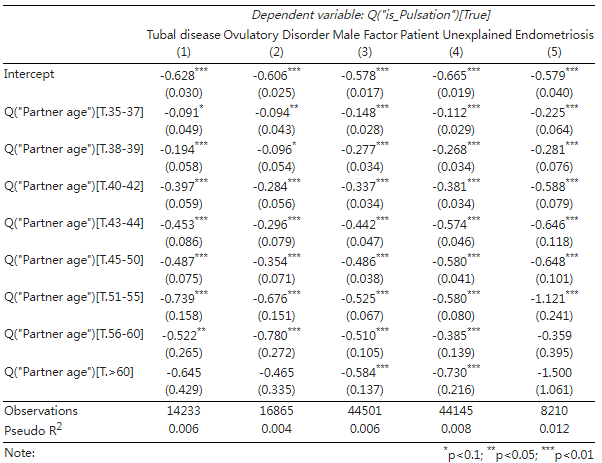 Dependent variable: Q("is_Pulsation")[True]
Tubal disease Ovulatory Disorder Male Factor Patient Unexplained Endometriosis
(1) (2) (3) (4) (5)
Intercept -0.628*** -0.606*** -0.578*** -0.665*** -0.579***
(0.030) (0.025) (0.017) (0.019) (0.040)
Q("Partner age")[T.35-37] -0.091* -0.094** -0.148*** -0.112*** -0.225***
(0.049) (0.043) (0.028) (0.029) (0.064)
Q("Partner age")[T.38-39] -0.194*** -0.096* -0.277*** -0.268*** -0.281***
(0.058) (0.054) (0.034) (0.034) (0.076)
Q("Partner age")[T.40-42] -0.397*** -0.284*** -0.337*** -0.381*** -0.588***
(0.059) (0.056) (0.034) (0.034) (0.079)
Q("Partner age")[T.43-44] -0.453*** -0.296*** -0.442*** -0.574*** -0.646***
(0.086) (0.079) (0.047) (0.046) (0.118)
Q("Partner age")[T.45-50] -0.487*** -0.354*** -0.486*** -0.580*** -0.648***
(0.075) (0.071) (0.038) (0.041) (0.101)
Q("Partner age")[T.51-55] -0.739*** -0.676*** -0.525*** -0.580*** -1.121***
(0.158) (0.151) (0.067) (0.080) (0.241)
Q("Partner age")[T.56-60] -0.522** -0.780*** -0.510*** -0.385*** -0.359
(0.265) (0.272) (0.105) (0.139) (0.395)
Q("Partner age")[T.>60] -0.645 -0.465 -0.584*** -0.730*** -1.500
(0.429) (0.335) (0.137) (0.216) (1.061)
Observations 14233 16865 44501 44145 8210
Pseudo R2 0.006 0.004 0.006 0.008 0.012
Note: *p<0.1; **p<0.05; ***p<0.01